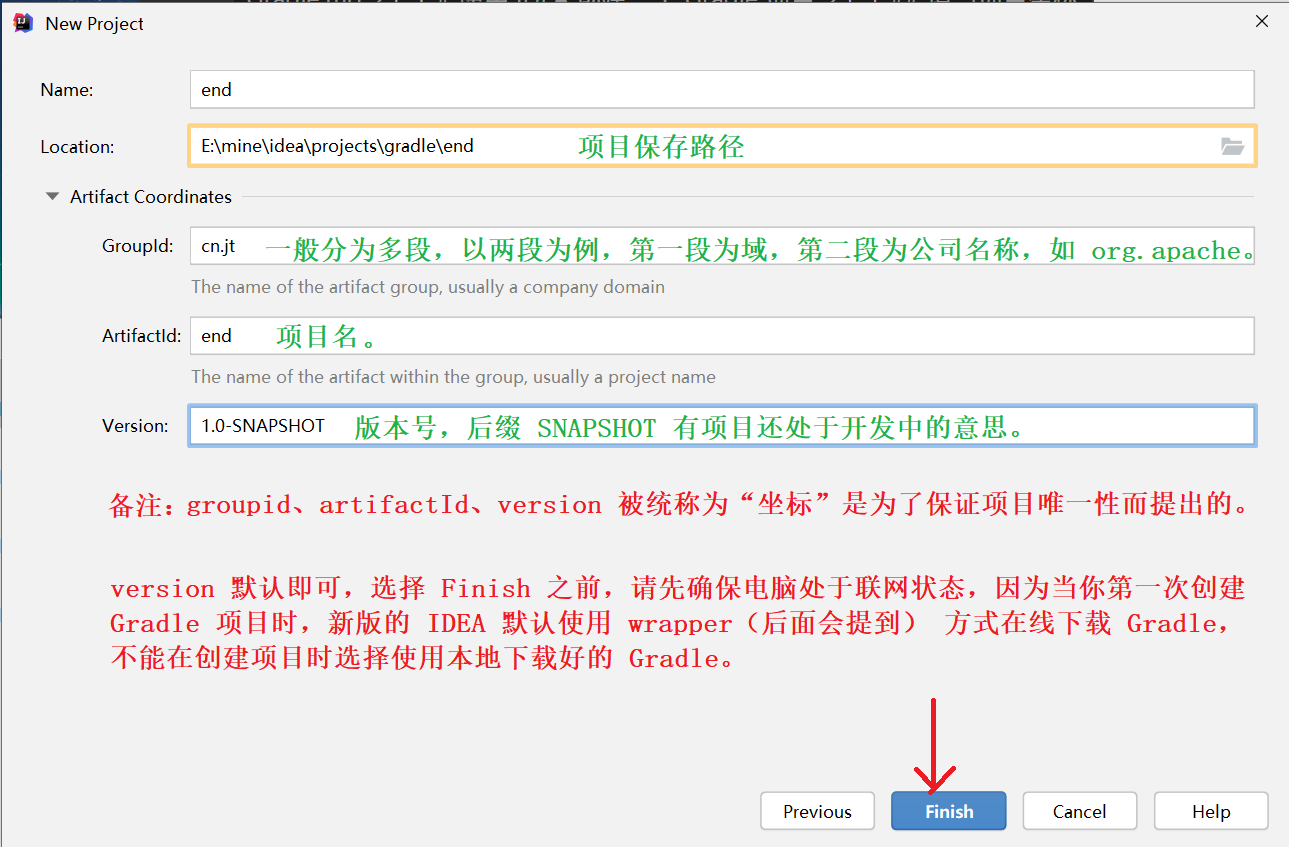 New Project
Name: end
Location: E:\mine\idea\projects\gradle\end 项目保存路径
Artifact Coordinates
GroupId: cn.jt 一般分为多段，以两段为例，第一段为域，第二段为公司名称，如 org.apache。
The name of the artifact group, usually a company domain
ArtifactId: end 项目名。
The name of the artifact within the group, usually a project name
Version: 1.0-SNAPSHOT 版本号，后缀 SNAPSHOT 有项目还处于开发中的意思。
备注：groupid、artifactId、version 被统称为“坐标”是为了保证项目唯一性而提出的。
version 默认即可，选择 Finish 之前，请先确保电脑处于联网状态，因为当你第一次创建
Gradle 项目时，新版的 IDEA 默认使用 wrapper（后面会提到） 方式在线下载 Gradle，
不能在创建项目时选择使用本地下载好的 Gradle。
Previous Finish Cancel Help